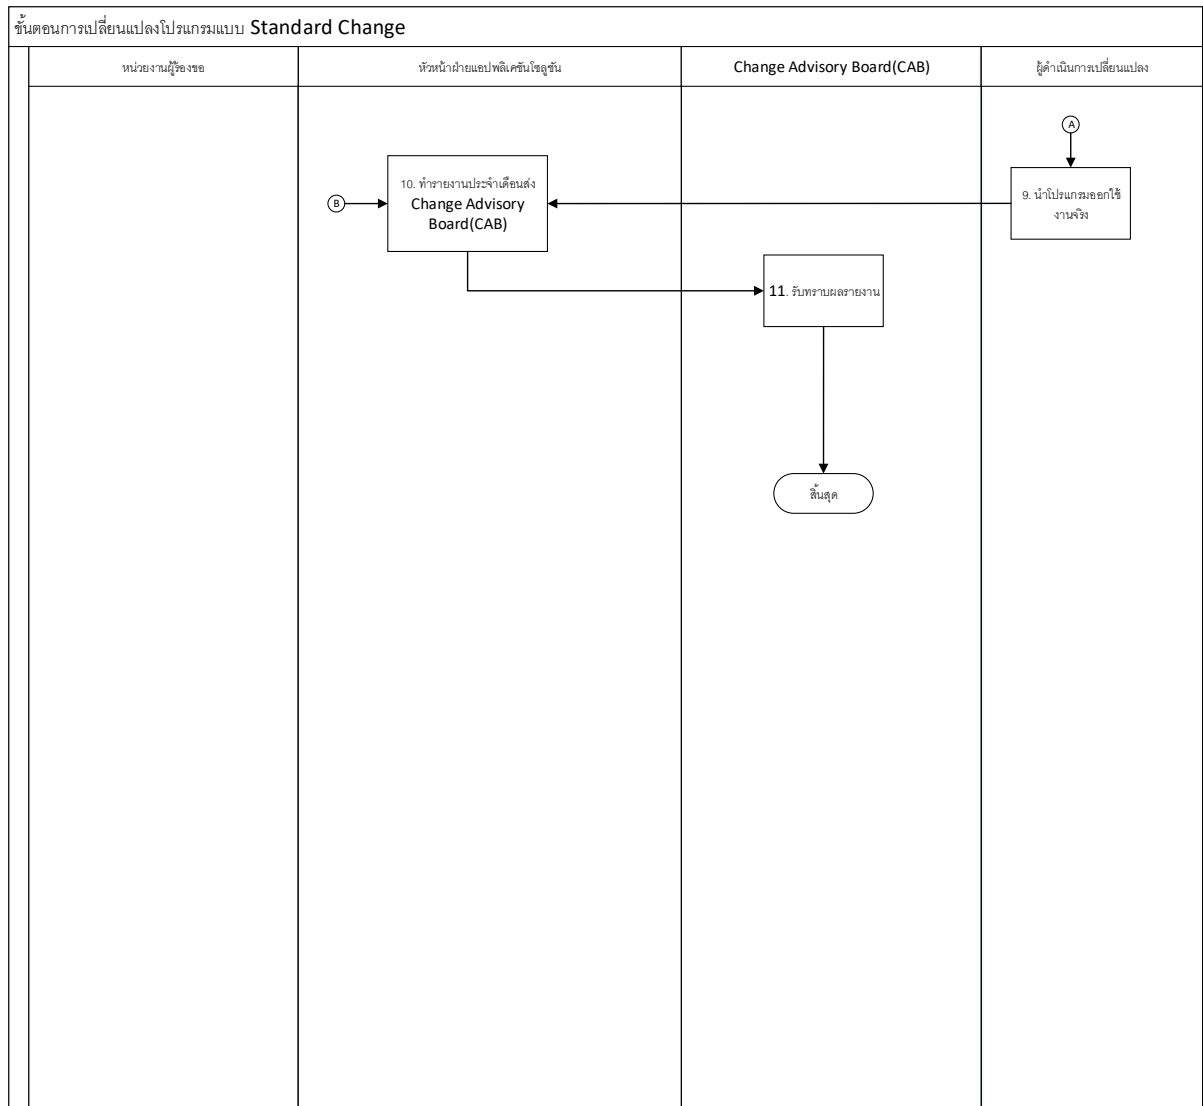 ขั้นตอนการเปลี่ยนแปลงโปรแกรมแบบ Standard Change
หน่วยงานผู้ร้องขอ
หัวหน้าฝ่ายแอปพลิเคชันโซลูชัน
Change Advisory Board(CAB)
ผู้ดำเนินการเปลี่ยนแปลง
A
B
10. ทำรายงานประจำเดือนส่ง
Change Advisory
Board(CAB)
9. นำโปรแกรมออกใช้
งานจริง
11. รับทราบผลรายงาน
สิ้นสุด